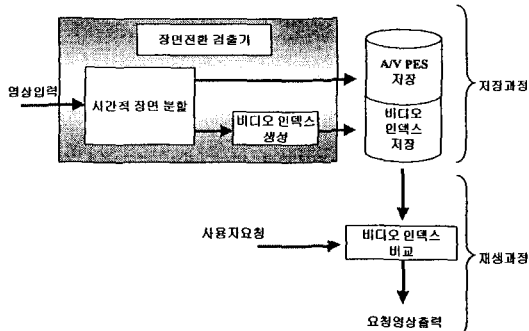 장면전환 검출기
영상입력
시간적 장면 분할
비디오 인덱스
생성
A/V PES
저장
비디오
인덱스
저장
저장과정
사용자요청
비디오 인덱스
비교
재생과정
요청영상출력